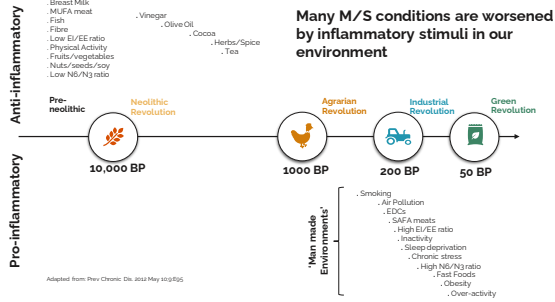 Many M/S conditions are worsened
by inflammatory stimuli in our
environment
Anti-inflammatory
Breast Milk
MUFA meat
Fish
Fibre
Low EI/EE ratio
Physical Activity
Fruits/vegetables
Nuts/seeds/soy
Low N6/N3 ratio
. Vinegar
. Olive Oil
. Cocoa
. Herbs/Spice
. Tea
Pre-
neolithic
Neolithic
Revolution
Agrarian
Revolution
Industrial
Revolution
Green
Revolution
10,000 BP
1000 BP
200 BP
50 BP
Pro-inflammatory
'Man made
Environments'
. Smoking
. Air Pollution
. EDCs
. SAFA meats
. High EI/EE ratio
. Inactivity
. Sleep deprivation
. Chronic stress
. High N6/N3 ratio
. Fast Foods
. Obesity
. Over-activity
Adapted from: Prev Chronic Dis. 2012 May 10;9:E95